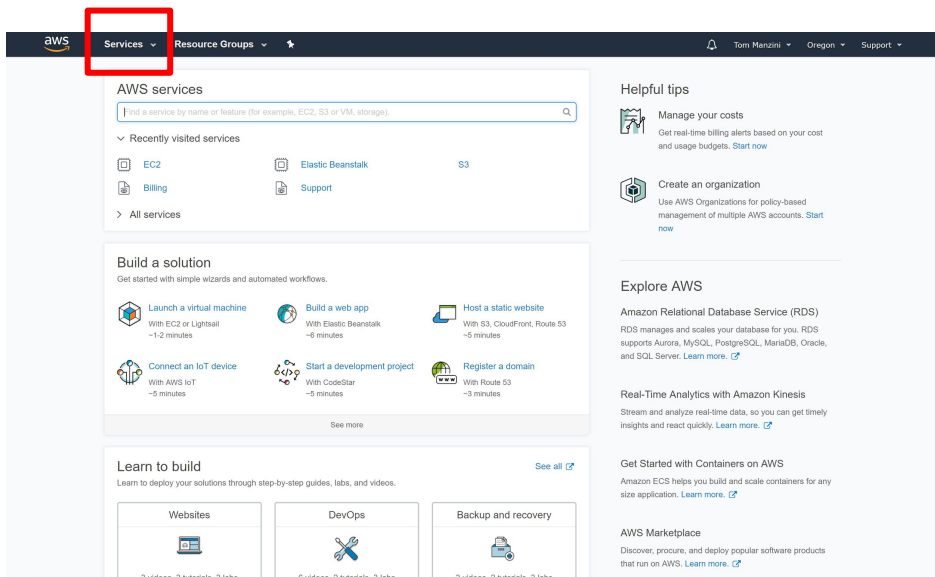 aws
Services
Resource Groups
Tom Manzini
Oregon
Support
AWS services
Find a service by name or feature (for example, EC2, S3 or VM, storage).
Recently visited services
EC2
Elastic Beanstalk
S3
Billing
Support
All services
Build a solution
Get started with simple wizards and automated workflows.
Launch a virtual machine
With EC2 or Lightsail
~1-2 minutes
Build a web app
With Elastic Beanstalk
~6 minutes
Host a static website
With S3, CloudFront, Route 53
~5 minutes
Connect an IoT device
With AWS IoT
~5 minutes
Start a development project
With CodeStar
~5 minutes
Register a domain
With Route 53
~3 minutes
See more
Learn to build
See all
Learn to deploy your solutions through step-by-step guides, labs, and videos.
Websites
DevOps
Backup and recovery
Helpful tips
Manage your costs
Get real-time billing alerts based on your cost
and usage budgets. Start now
Create an organization
Use AWS Organizations for policy-based
management of multiple AWS accounts. Start
now
Explore AWS
Amazon Relational Database Service (RDS)
RDS manages and scales your database for you. RDS
supports Aurora, MySQL, PostgreSQL, MariaDB, Oracle,
and SQL Server. Learn more.
Real-Time Analytics with Amazon Kinesis
Stream and analyze real-time data, so you can get timely
insights and react quickly. Learn more.
Get Started with Containers on AWS
Amazon ECS helps you build and scale containers for any
size application. Learn more.
AWS Marketplace
Discover, procure, and deploy popular software products
that run on AWS. Learn more.